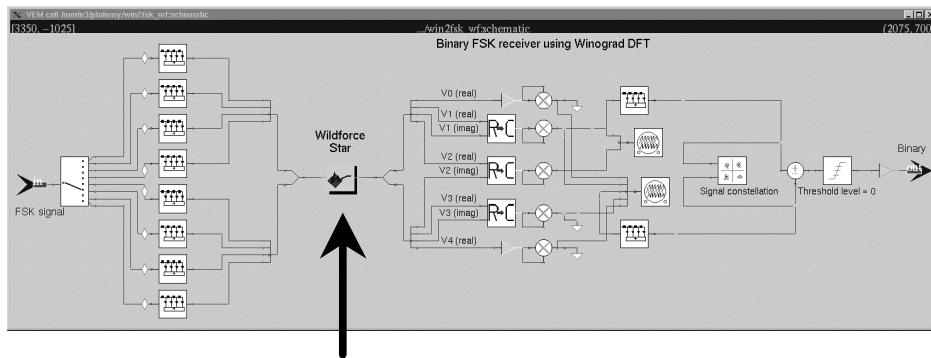 VEM cell /merle3/ptolemy/win2fsk_wf:schematic
[3350, -1025]
.../win2fsk_wf:schematic
(2075, 700
Binary FSK receiver using Winograd DFT
Wildforce
Star
in
FSK signal
V0 (real)
V1 (real)
V1 (imag)
R C
V2 (real)
V2 (imag)
R C
V3 (real)
V3 (imag)
R C
V4 (real)
Signal constellation
±
Threshold level = 0
Binary
out